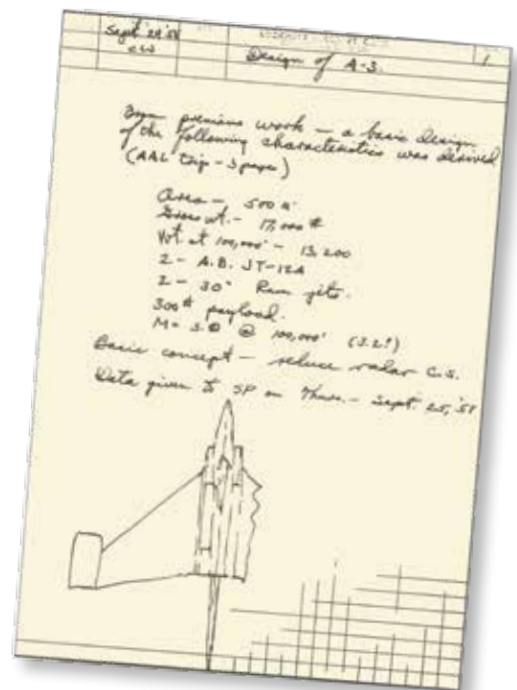 Sept 24 '58
Design of A-3.
1
From previous work — a basic design
of the following characteristics was derived
(AAL trip - 3 pages)
Area — 500 □'
Gross wt. - 17,000 #
Wt. at 100,000' - 13,200
2 - A.B. JT-12A
2 - 30" Ram jets.
300# payload.
M = 3.0 @ 100,000' (3.2!)
Basic concept — reduce radar C.S.
Data given to SP on Thurs. - Sept. 25, '58